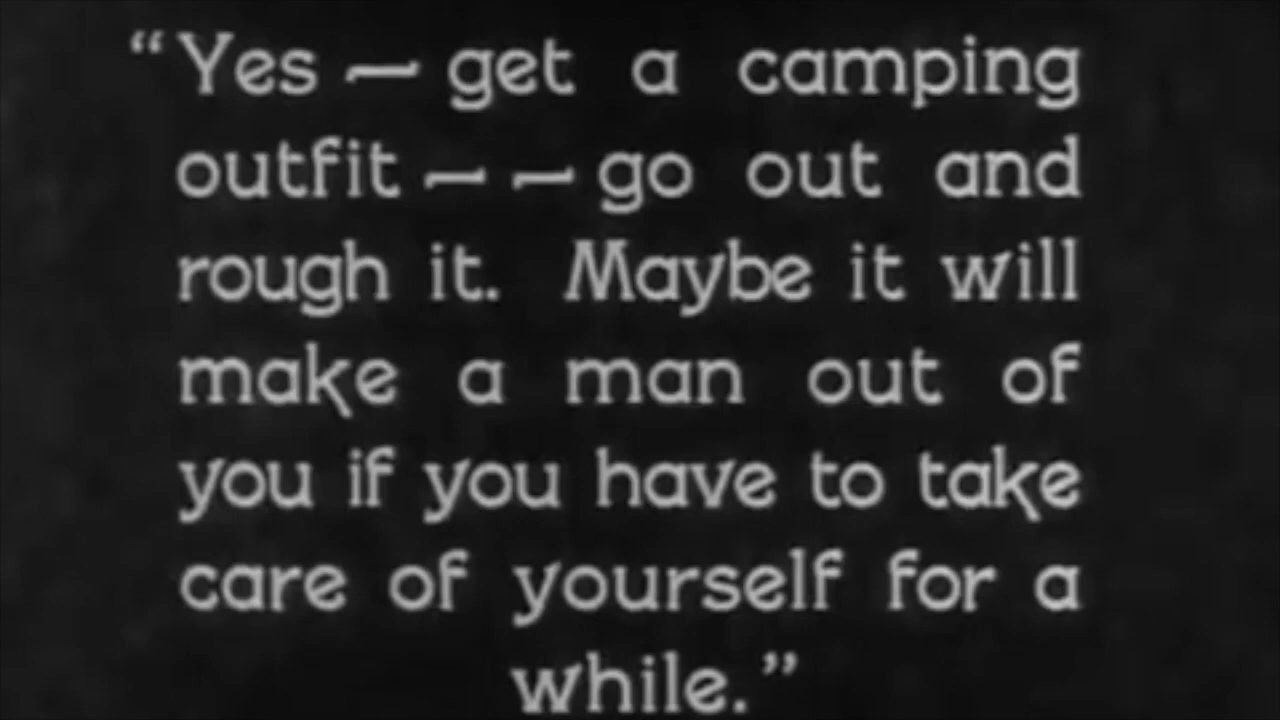 “Yes — get a camping
outfit — — go out and
rough it. Maybe it will
make a man out of
you if you have to take
care of yourself for a
while.”